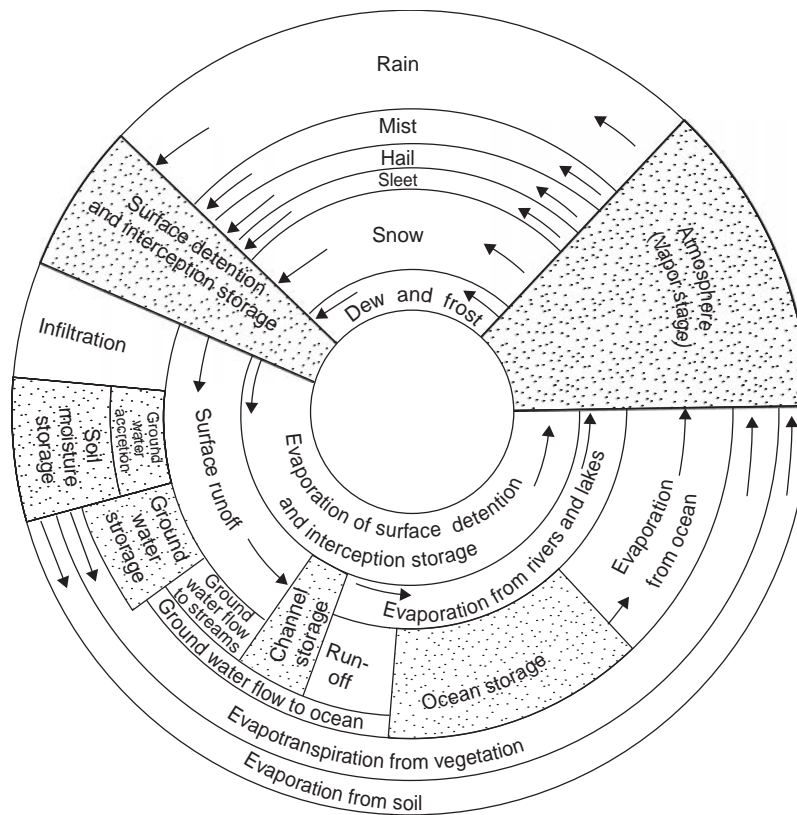 Rain
Mist
Hail
Sleet
Snow
Dew and frost
Atmosphere
(Vapor stage)
Surface detention
and interception storage
Infiltration
Soil
moisture
storage
Ground
water
accretion
Ground
water
strorage
Surface runoff
Ground
water flow
to streams
Channel
storage
Run-
off
Ocean storage
Evaporation of surface detention
and interception storage
Evaporation from rivers and lakes
Evaporation
from ocean
Ground water flow to ocean
Evapotranspiration from vegetation
Evaporation from soil